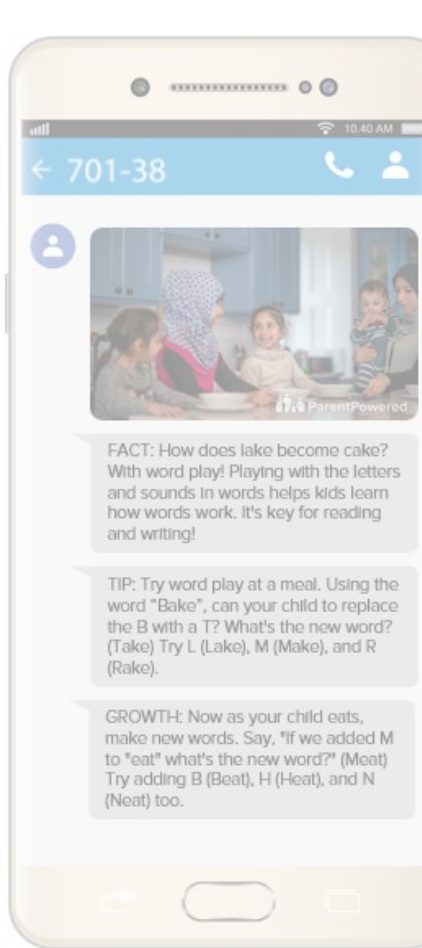 10.40 AM
701-38
ParentPowered
FACT: How does lake become cake?
With word play! Playing with the letters
and sounds in words helps kids learn
how words work. It's key for reading
and writing!
TIP: Try word play at a meal. Using the
word "Bake", can your child to replace
the B with a T? What's the new word?
(Take) Try L (Lake), M (Make), and R
(Rake).
GROWTH: Now as your child eats,
make new words. Say, "If we added M
to "eat" what's the new word?" (Meat)
Try adding B (Beat), H (Heat), and N
(Neat) too.